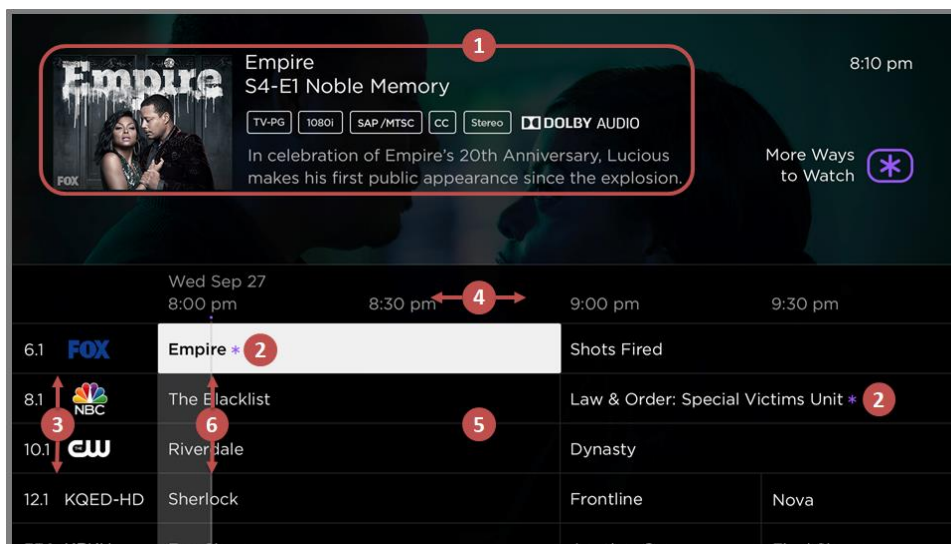 1
Empire
Empire
S4-E1 Noble Memory
8:10 pm
TV-PG 1080i SAP/MTSC CC Stereo DOLBY AUDIO
In celebration of Empire's 20th Anniversary, Lucious
makes his first public appearance since the explosion.
FOX
More Ways
to Watch *
Wed Sep 27
8:00 pm 8:30 pm 4 9:00 pm 9:30 pm
6.1 FOX Empire * 2 Shots Fired
8.1 NBC The Blacklist Law & Order: Special Victims Unit * 2
3 6 5
10.1 CW Riverdale Dynasty
12.1 KQED-HD Sherlock Frontline Nova